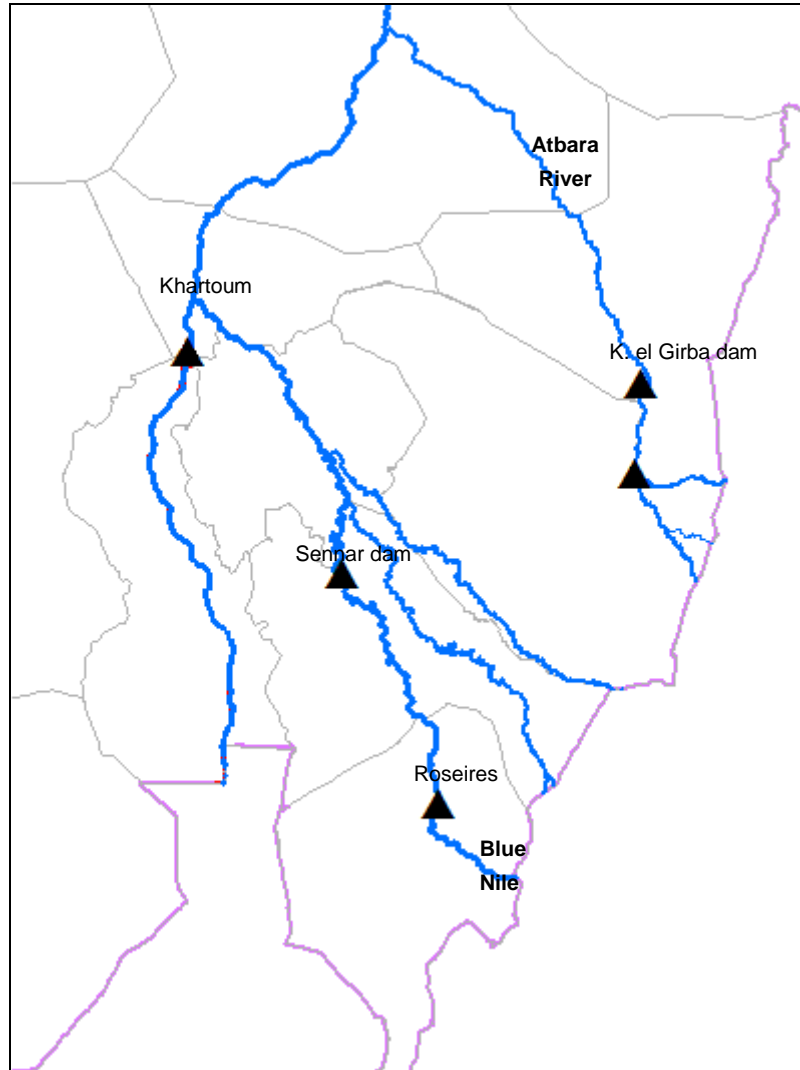 Atbara
River
Khartoum
K. el Girba dam
Sennar dam
Roseires
Blue
Nile